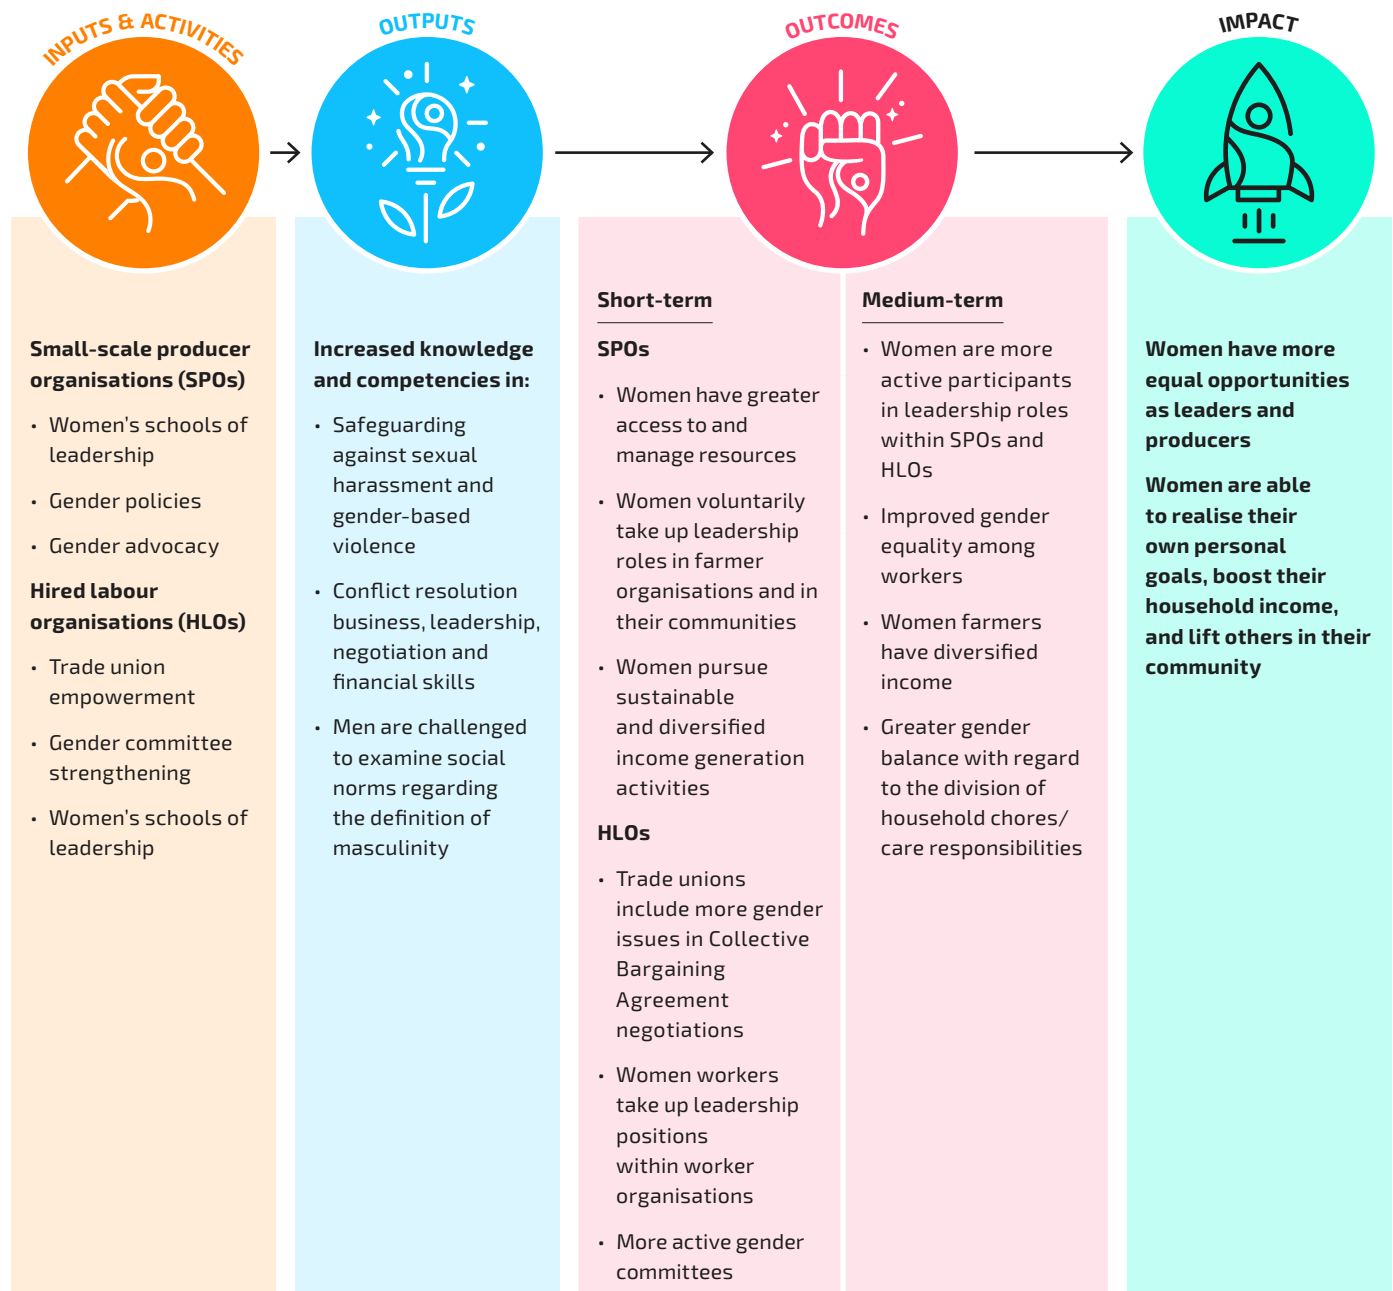 INPUTS & ACTIVITIES
OUTPUTS
OUTCOMES
IMPACT
Small-scale producer
organisations (SPOs)
• Women's schools of
leadership
• Gender policies
• Gender advocacy
Hired labour
organisations (HLOs)
• Trade union
empowerment
• Gender committee
strengthening
• Women's schools of
leadership
Increased knowledge
and competencies in:
• Safeguarding
against sexual
harassment and
gender-based
violence
• Conflict resolution
business, leadership,
negotiation and
financial skills
• Men are challenged
to examine social
norms regarding
the definition of
masculinity
Short-term
SPOs
• Women have greater
access to and
manage resources
• Women voluntarily
take up leadership
roles in farmer
organisations and in
their communities
• Women pursue
sustainable
and diversified
income generation
activities
HLOs
• Trade unions
include more gender
issues in Collective
Bargaining
Agreement
negotiations
• Women workers
take up leadership
positions
within worker
organisations
• More active gender
committees
Medium-term
• Women are more
active participants
in leadership roles
within SPOs and
HLOs
• Improved gender
equality among
workers
• Women farmers
have diversified
income
• Greater gender
balance with regard
to the division of
household chores/
care responsibilities
Women have more
equal opportunities
as leaders and
producers
Women are able
to realise their
own personal
goals, boost their
household income,
and lift others in their
community